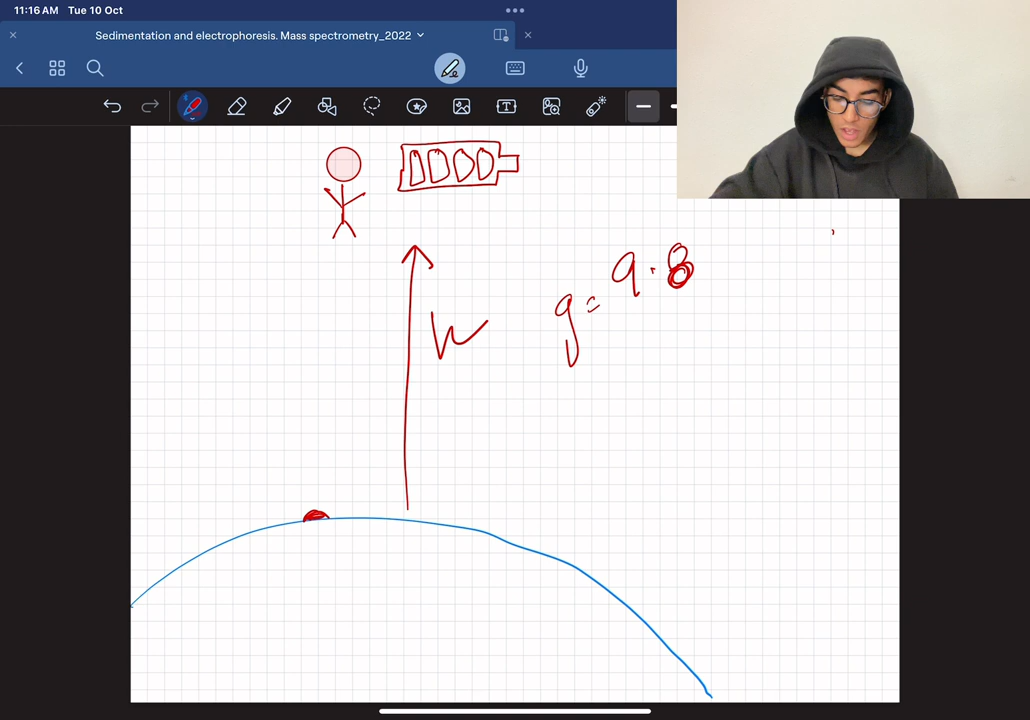 11:16 AM Tue 10 Oct
Sedimentation and electrophoresis. Mass spectrometry_2022
g = 9.8